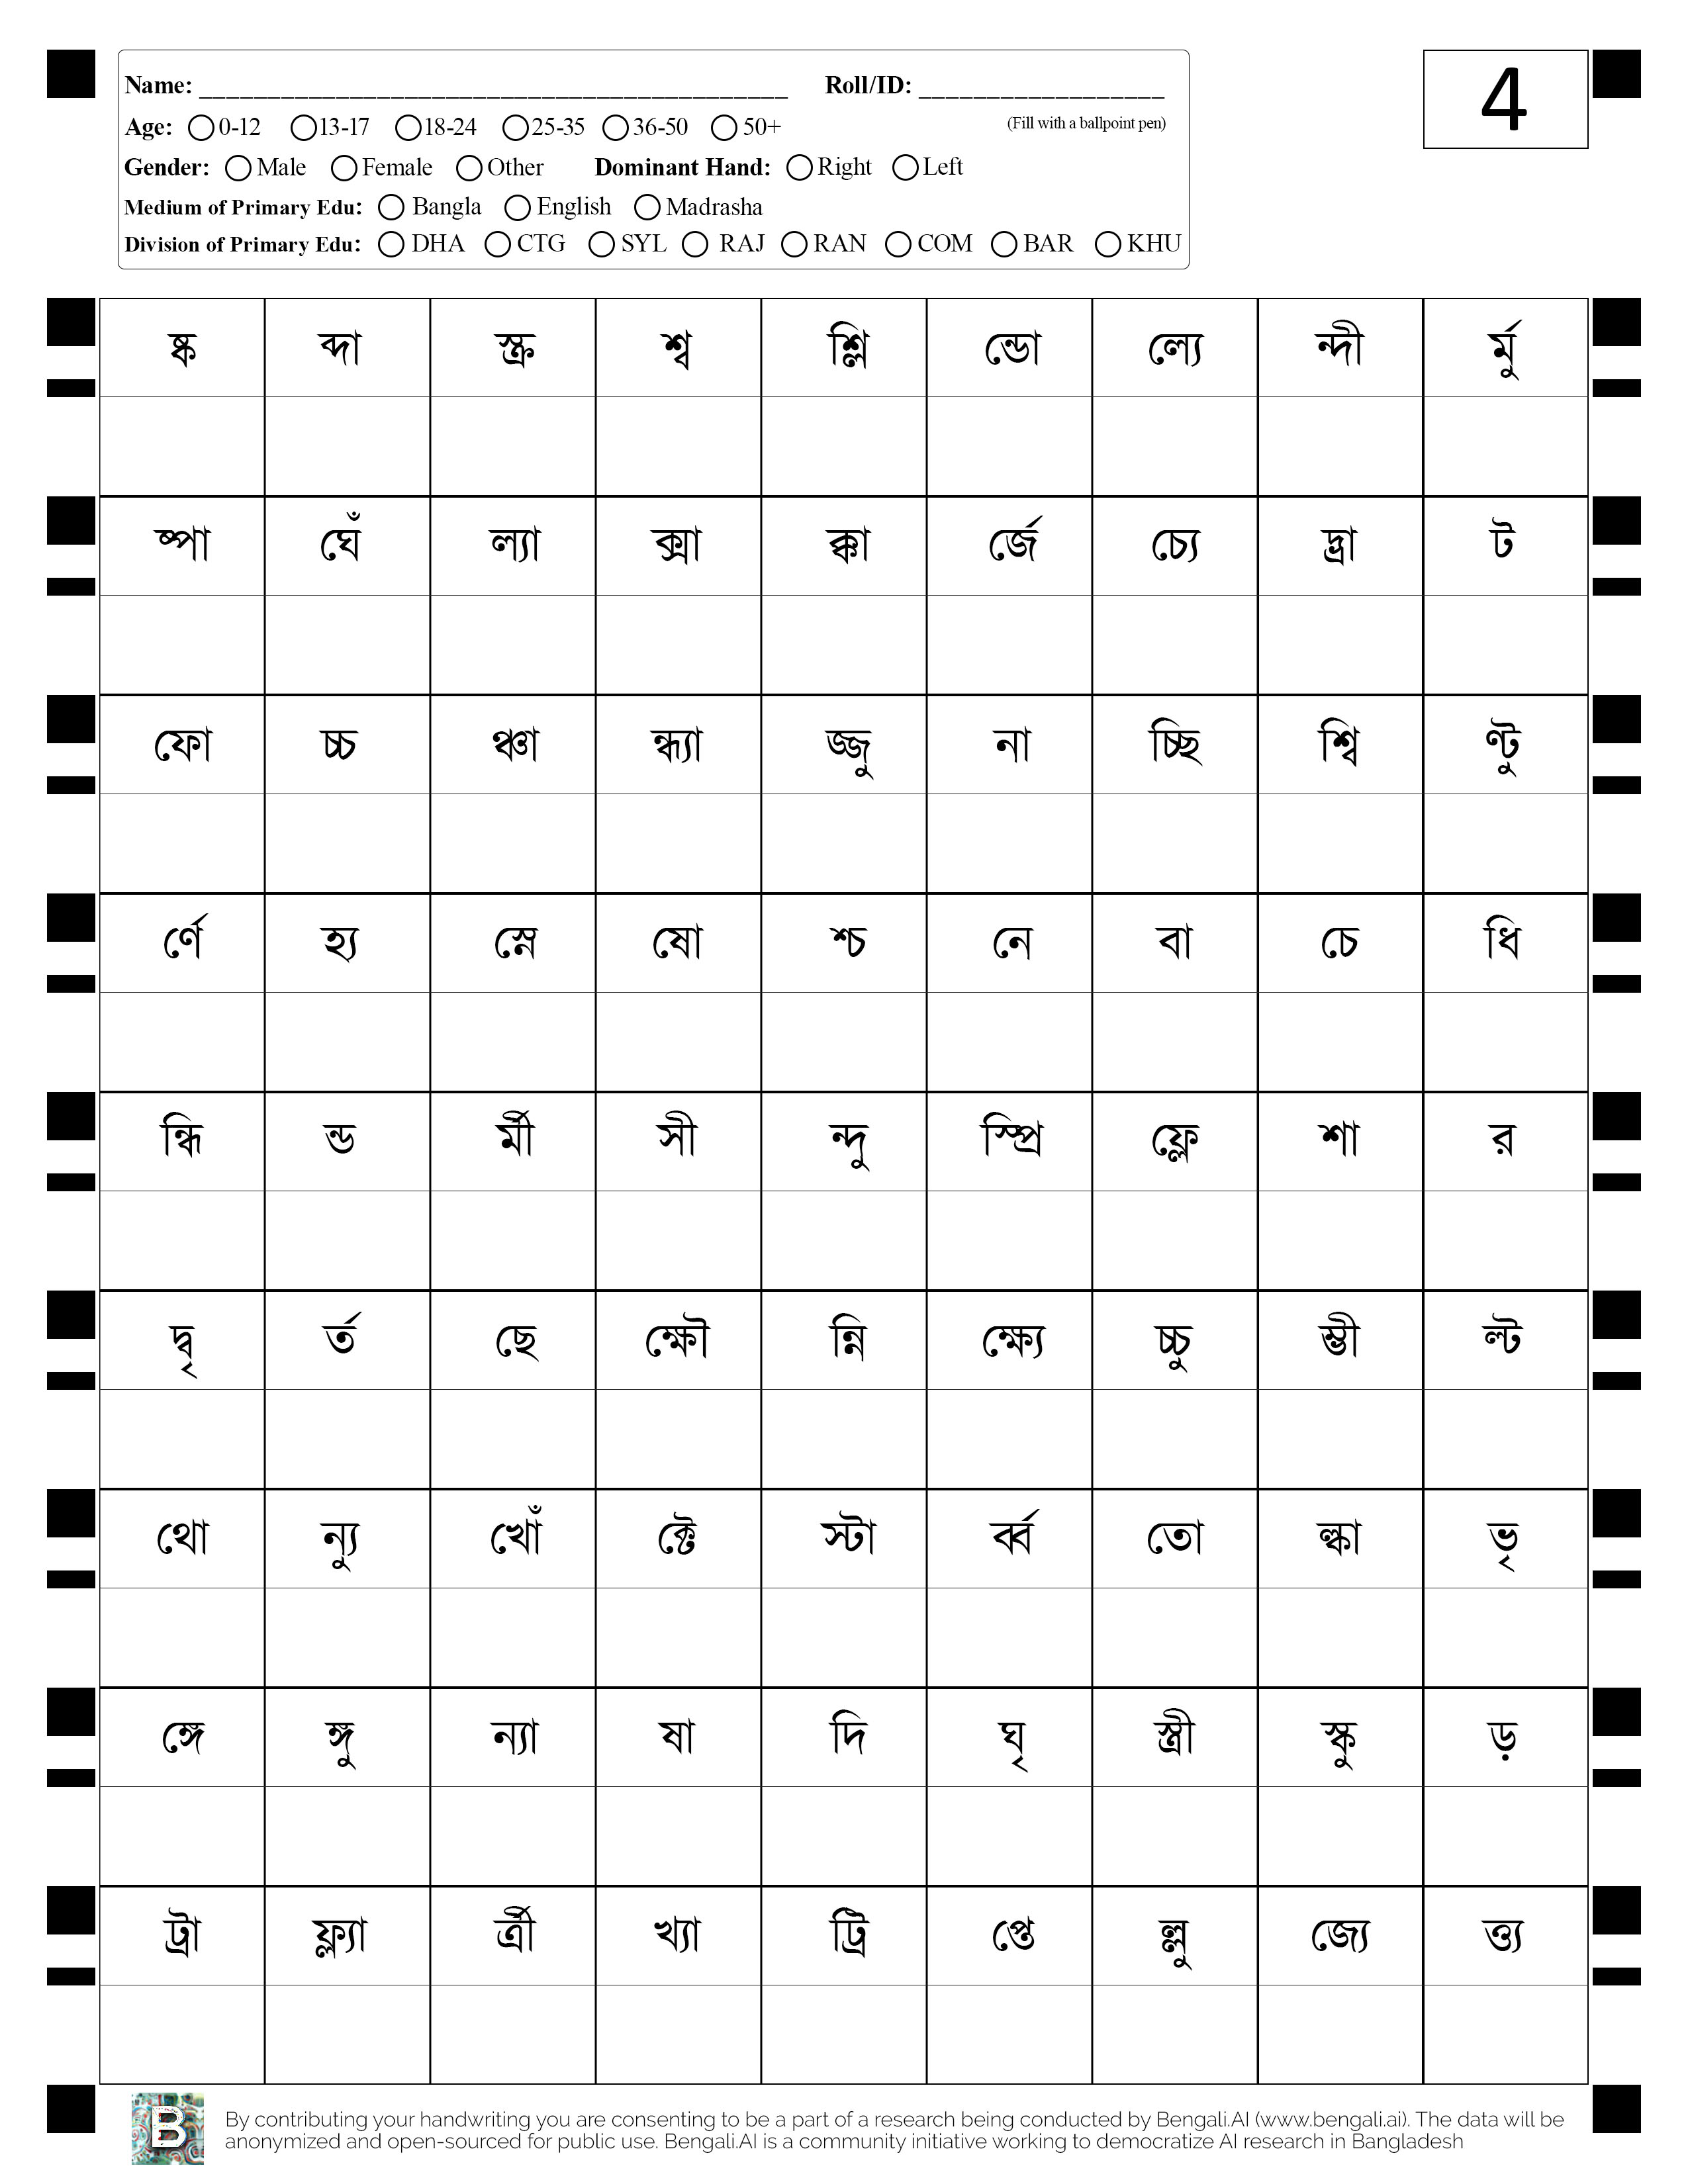 Name: ___________________________________________ Roll/ID: __________________
Age: 0-12 13-17 18-24 25-35 36-50 50+ (Fill with a ballpoint pen)
4
Gender: Male Female Other Dominant Hand: Right Left
Medium of Primary Edu: Bangla English Madrasha
Division of Primary Edu: DHA CTG SYL RAJ RAN COM BAR KHU
ষ্ক ব্দা স্ক্র শ্ব শ্লি ন্ডো ল্যে ন্দী র্মু
ষ্পা ঘেঁ ল্যা ক্সা ক্কা র্জে চ্যে দ্ভ্রা ট
ফো চ্চ ঞ্চা ন্ধ্যা জ্জু না চ্ছি শ্বি ণ্টু
র্ণে হ্য স্নে ষো শ্চ নে বা চে ধি
ন্ধি ন্ড র্মী সী ন্দু স্প্রি ফ্লে শা র
দ্বৃ র্ত ছে ক্ষৌ ন্নি ক্ষ্যে চ্চু ম্ভী ল্ট
থো ন্যু খোঁ ক্টে স্টা র্ব্ব তো ল্কা ভৃ
ঙ্গে ঙ্গু ন্যা ষা দি ঘৃ স্ত্রী স্কু ড়
ট্রা ফ্ল্যা র্ত্রী খ্যা ট্রি প্তে ল্লু জ্যে ত্ত্য
B By contributing your handwriting you are consenting to be a part of a research being conducted by Bengali.AI (www.bengali.ai). The data will be
anonymized and open-sourced for public use. Bengali.AI is a community initiative working to democratize AI research in Bangladesh